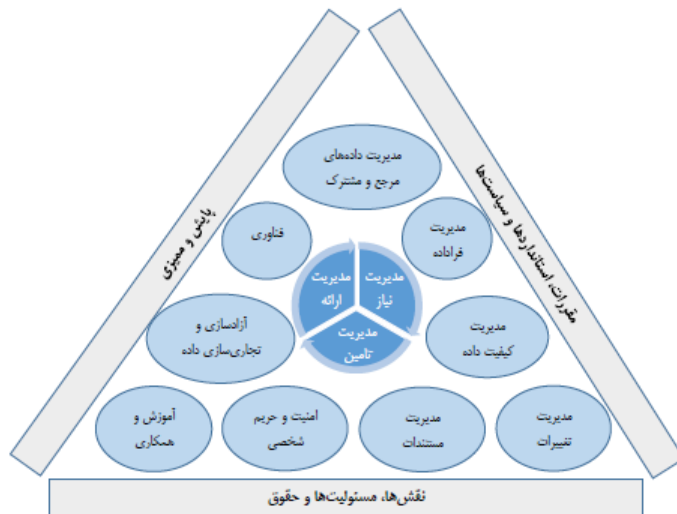 مدیریت داده‌های
مرجع و مشترک
فناوری
مدیریت
فراداده
مدیریت
ارائه
مدیریت
نیاز
مدیریت
تامین
آزادسازی و
تجاری‌سازی داده
مدیریت
کیفیت داده
آموزش و
همکاری
امنیت و حریم
شخصی
مدیریت
مستندات
مدیریت
تغییرات
پایش و ممیزی
مقررات، استانداردها و سیاست‌ها
نقش‌ها، مسئولیت‌ها و حقوق